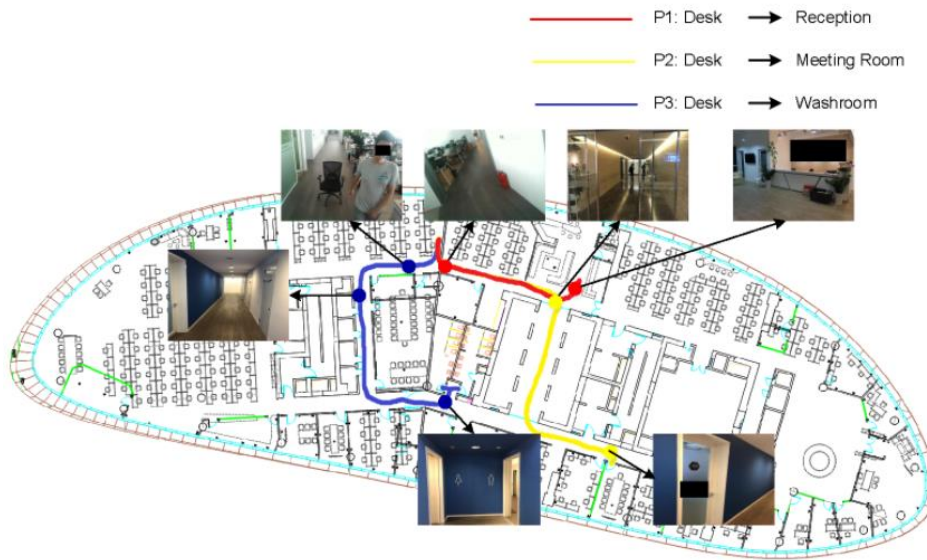 P1: Desk → Reception
P2: Desk → Meeting Room
P3: Desk → Washroom